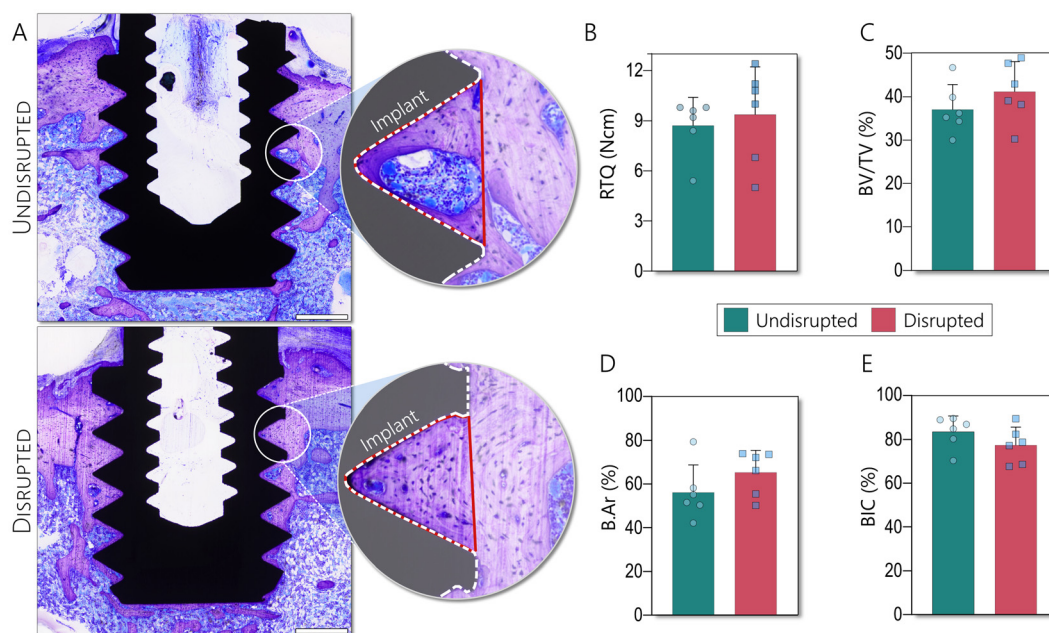 A
UNDISRUPTED
Implant
DISRUPTED
Implant
B
RTQ (Ncm)
12
9
6
3
0
C
BV/TV (%)
50
40
30
20
10
0
Undisrupted
Disrupted
D
B.Ar (%)
100
80
60
40
20
0
E
BIC (%)
100
80
60
40
20
0